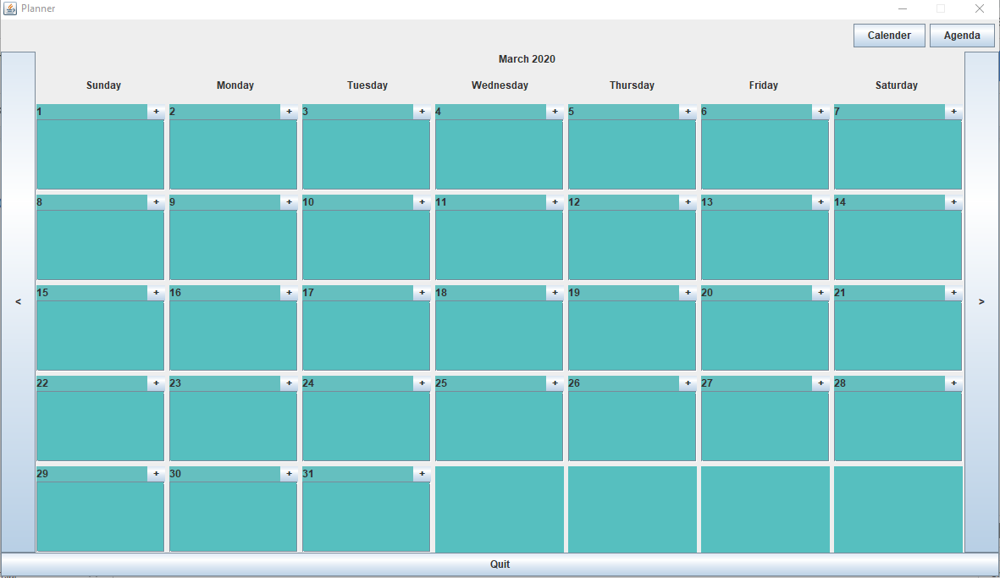 Planner
Calender Agenda
March 2020
Sunday Monday Tuesday Wednesday Thursday Friday Saturday
1 + 2 + 3 + 4 + 5 + 6 + 7 +
8 + 9 + 10 + 11 + 12 + 13 + 14 +
< 15 + 16 + 17 + 18 + 19 + 20 + 21 + >
22 + 23 + 24 + 25 + 26 + 27 + 28 +
29 + 30 + 31 +
Quit